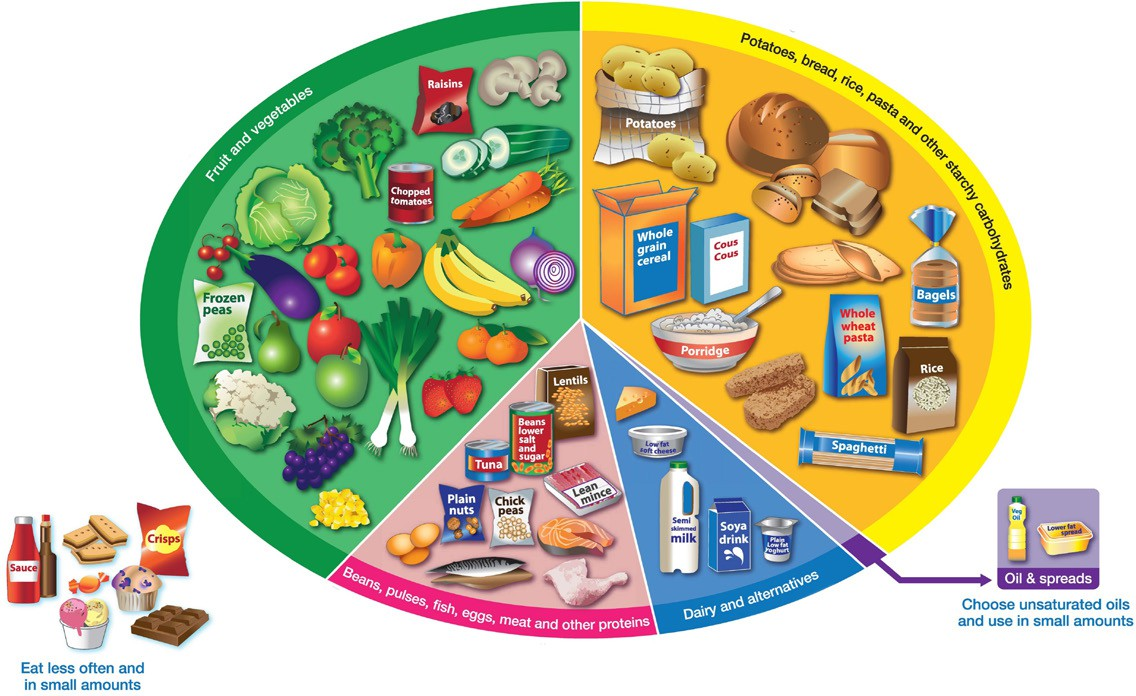 Fruit and vegetables
Raisins
Chopped
tomatoes
Frozen
peas
Potatoes, bread, rice, pasta and other starchy carbohydrates
Potatoes
Whole
grain
cereal
Cous
Cous
Bagels
Whole
wheat
pasta
Porridge
Rice
Spaghetti
Lentils
Beans
lower
salt
and
sugar
Tuna
Lean
mince
Plain
nuts
Chick
peas
Beans, pulses, fish, eggs, meat and other proteins
Low fat
soft cheese
Semi
skimmed
milk
Soya
drink
Plain
Low fat
yoghurt
Dairy and alternatives
Sauce
Crisps
Eat less often and
in small amounts
Veg
Oil
Lower fat
spread
Oil & spreads
Choose unsaturated oils
and use in small amounts